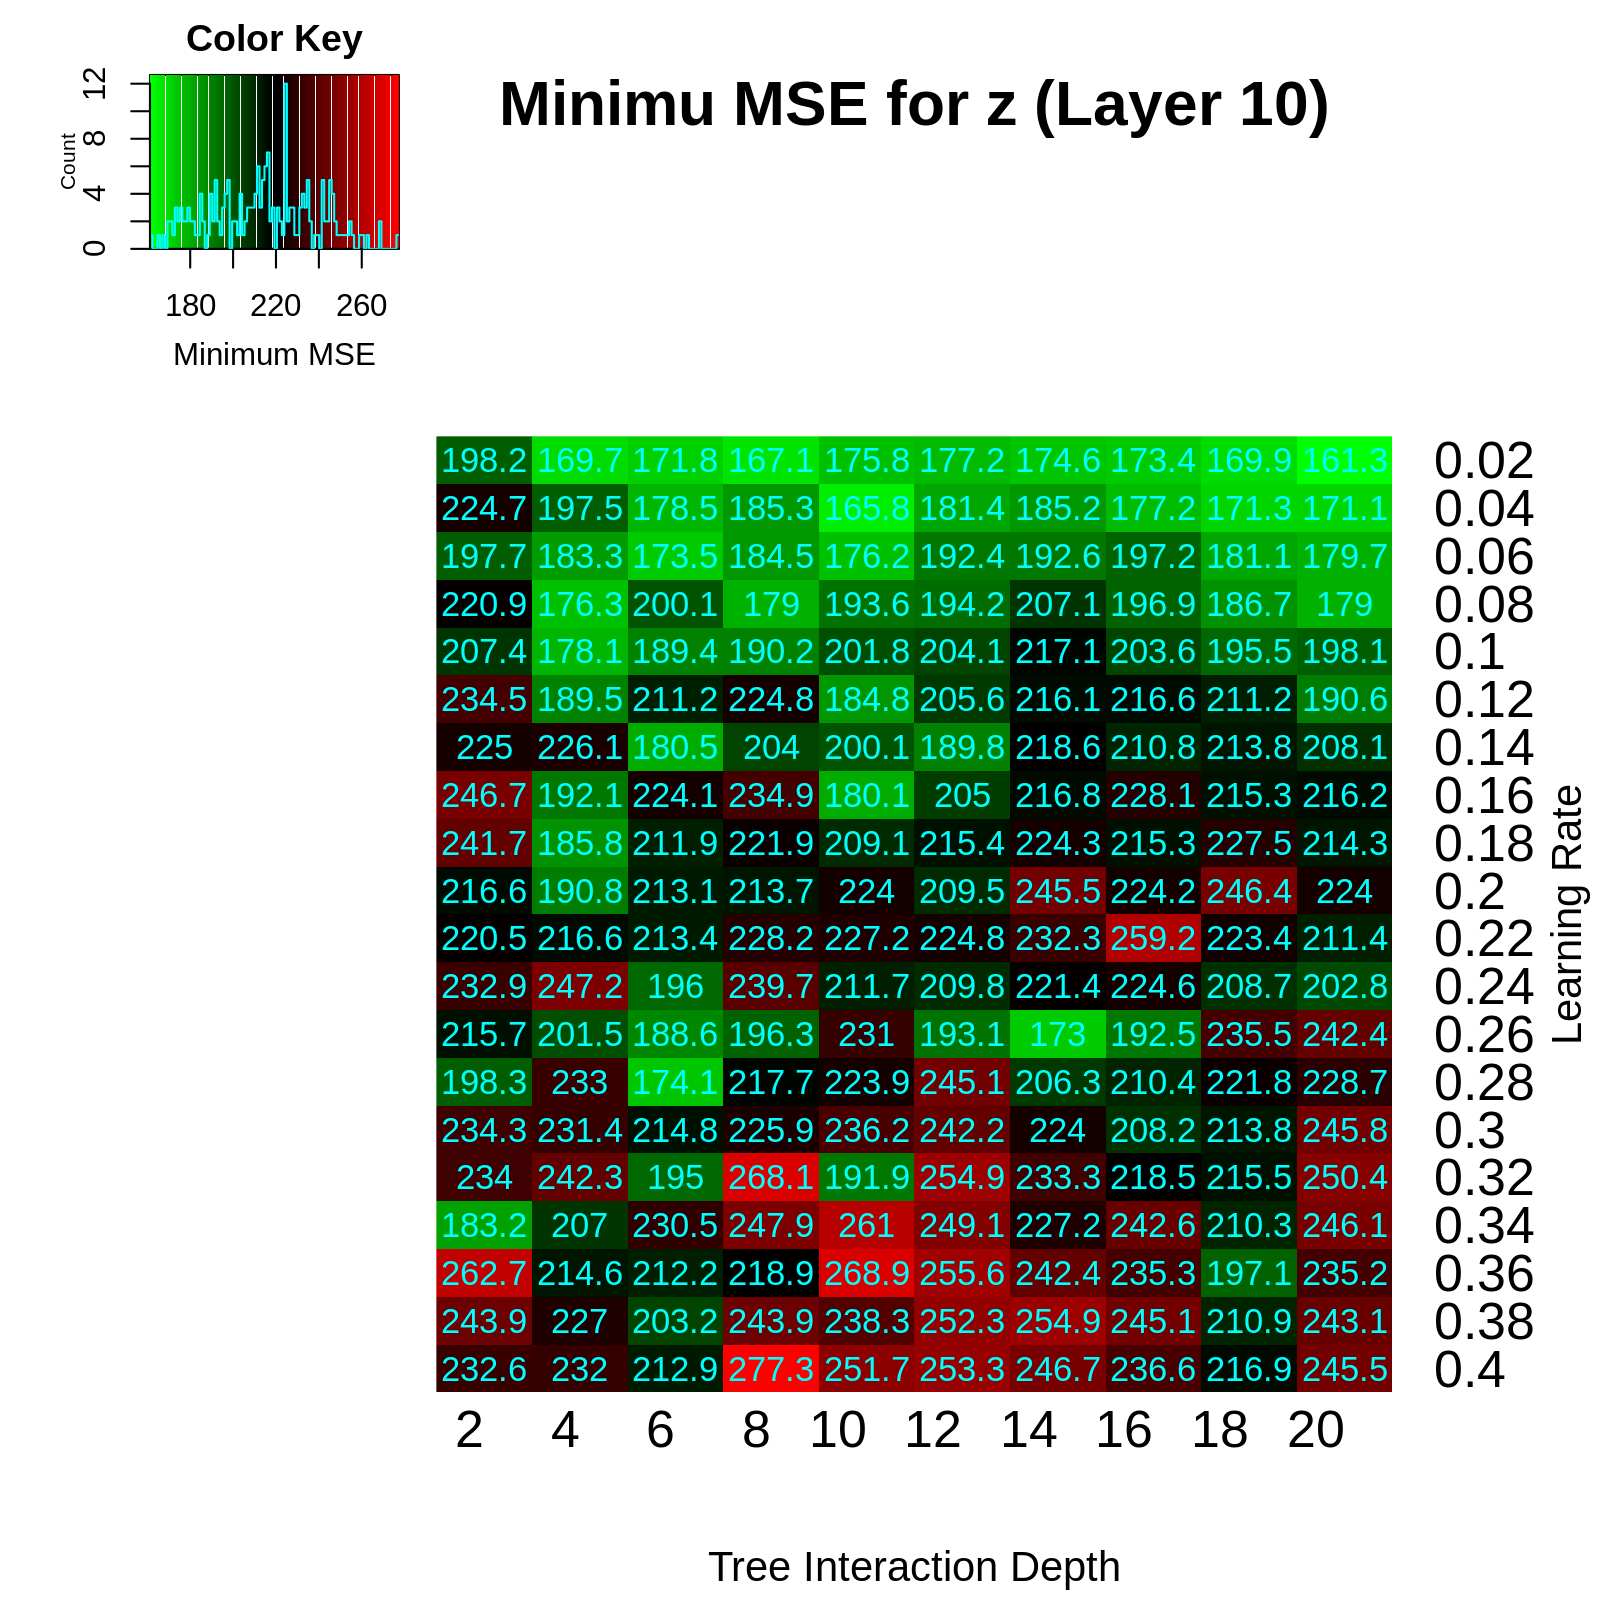 Color Key
Minimu MSE for z (Layer 10)
12
8
4
0
Count
180 220 260
Minimum MSE
198.2 169.7 171.8 167.1 175.8 177.2 174.6 173.4 169.9 161.3 0.02
224.7 197.5 178.5 185.3 165.8 181.4 185.2 177.2 171.3 171.1 0.04
197.7 183.3 173.5 184.5 176.2 192.4 192.6 197.2 181.1 179.7 0.06
220.9 176.3 200.1 179 193.6 194.2 207.1 196.9 186.7 179 0.08
207.4 178.1 189.4 190.2 201.8 204.1 217.1 203.6 195.5 198.1 0.1
234.5 189.5 211.2 224.8 184.8 205.6 216.1 216.6 211.2 190.6 0.12
225 226.1 180.5 204 200.1 189.8 218.6 210.8 213.8 208.1 0.14
246.7 192.1 224.1 234.9 180.1 205 216.8 228.1 215.3 216.2 0.16
241.7 185.8 211.9 221.9 209.1 215.4 224.3 215.3 227.5 214.3 0.18
216.6 190.8 213.1 213.7 224 209.5 245.5 224.2 246.4 224 0.2
220.5 216.6 213.4 228.2 227.2 224.8 232.3 259.2 223.4 211.4 0.22
232.9 247.2 196 239.7 211.7 209.8 221.4 224.6 208.7 202.8 0.24
215.7 201.5 188.6 196.3 231 193.1 173 192.5 235.5 242.4 0.26
198.3 233 174.1 217.7 223.9 245.1 206.3 210.4 221.8 228.7 0.28
234.3 231.4 214.8 225.9 236.2 242.2 224 208.2 213.8 245.8 0.3
234 242.3 195 268.1 191.9 254.9 233.3 218.5 215.5 250.4 0.32
183.2 207 230.5 247.9 261 249.1 227.2 242.6 210.3 246.1 0.34
262.7 214.6 212.2 218.9 268.9 255.6 242.4 235.3 197.1 235.2 0.36
243.9 227 203.2 243.9 238.3 252.3 254.9 245.1 210.9 243.1 0.38
232.6 232 212.9 277.3 251.7 253.3 246.7 236.6 216.9 245.5 0.4
Learning Rate
2 4 6 8 10 12 14 16 18 20
Tree Interaction Depth